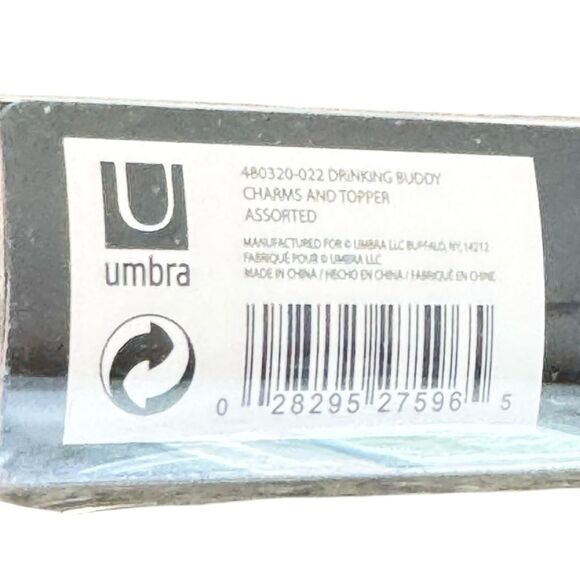 U
umbra
480320-022 DRINKING BUDDY
CHARMS AND TOPPER
ASSORTED
MANUFACTURED FOR © UMBRA LLC BUFFALO, NY, 14212
FABRIQUÉ POUR © UMBRA LLC
MADE IN CHINA / HECHO EN CHINA / FABRIQUÉ EN CHINE
0 28295 27596 5